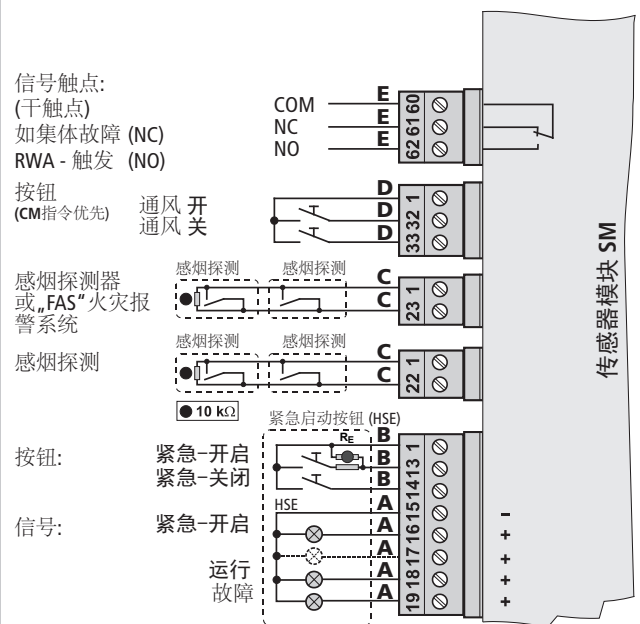 信号触点:
(干触点)
如集体故障 (NC)
RWA - 触发 (NO)
COM E 60
NC E 61
NO E 62
按钮
(CM指令优先)
通风 开
通风 关
D 1
D 32
D 33
感烟探测器
或„FAS“火灾报
警系统
感烟探测 感烟探测
C 1
C 23
感烟探测
感烟探测 感烟探测
C 1
C 22
10 kΩ
紧急启动按钮 (HSE)
按钮:
紧急-开启
紧急-关闭
RE
B 1
B 13
B 14
信号:
HSE
紧急-开启
运行
故障
A 15 -
A 16 +
A 17 +
A 18 +
A 19 +
传感器模块 SM